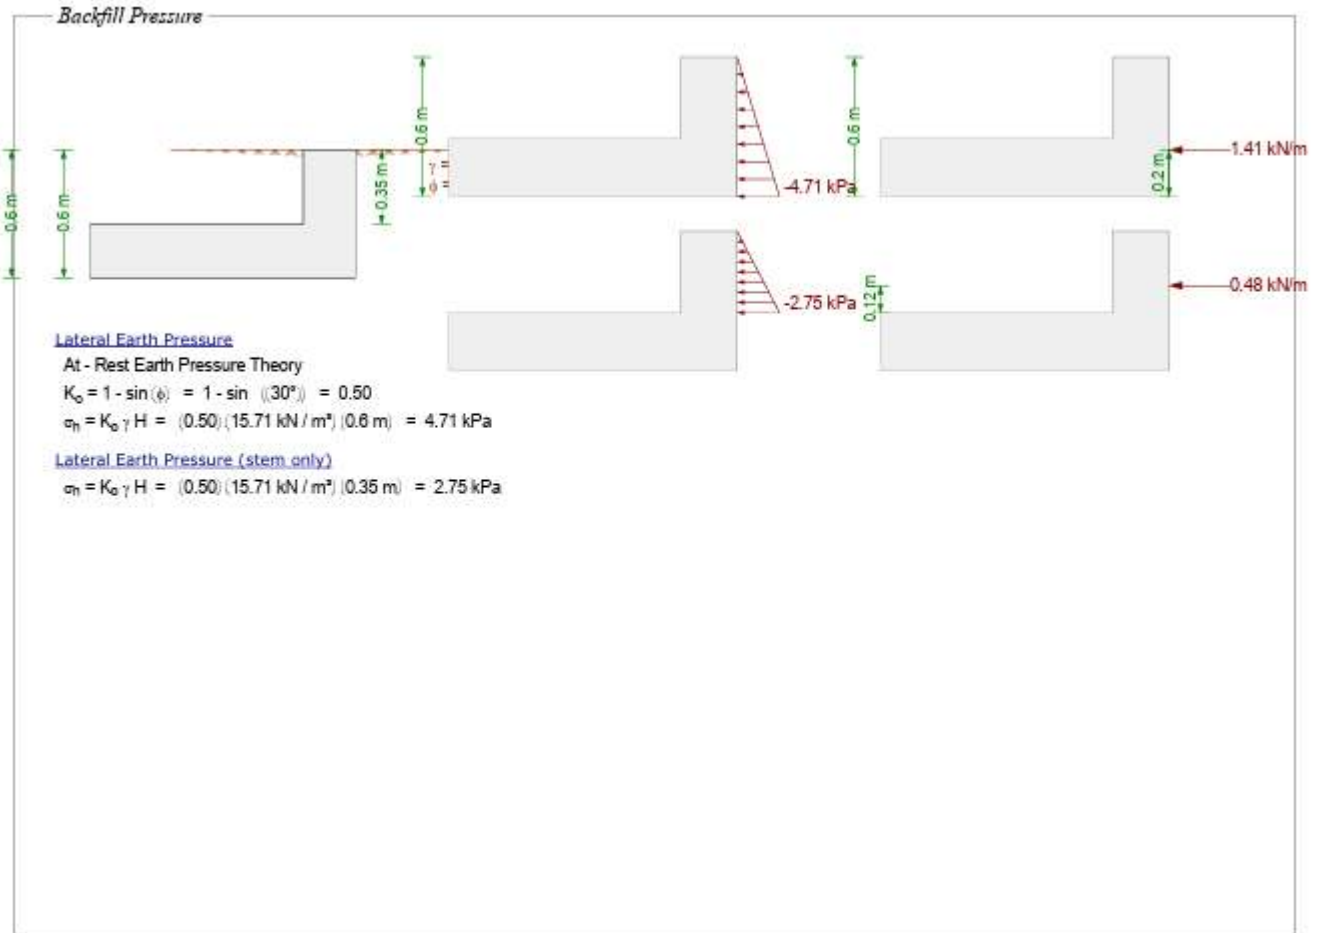 Backfill Pressure
0.6 m
0.6 m
0.35 m
0.6 m
γ =
ϕ =
-4.71 kPa
0.6 m
0.2 m
1.41 kN/m
-2.75 kPa
0.12 m
0.48 kN/m
Lateral Earth Pressure
At - Rest Earth Pressure Theory
K₀ = 1 - sin (ϕ) = 1 - sin ((30°)) = 0.50
σₕ = K₀ γ H = (0.50) (15.71 kN / m³) (0.6 m) = 4.71 kPa
Lateral Earth Pressure (stem only)
σₕ = K₀ γ H = (0.50) (15.71 kN / m³) (0.35 m) = 2.75 kPa